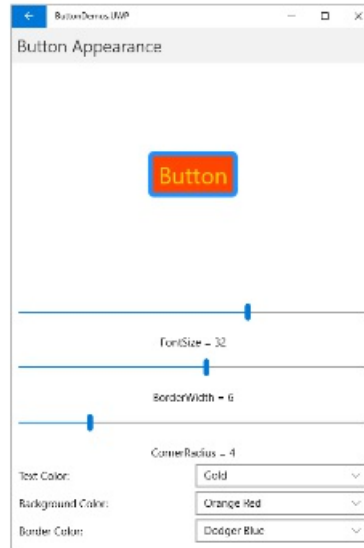 ButtonDemos.UWP
Button Appearance
Button
FontSize = 32
BorderWidth = 6
CornerRadius = 4
Text Color: Gold
Background Color: Orange Red
Border Color: Dodger Blue